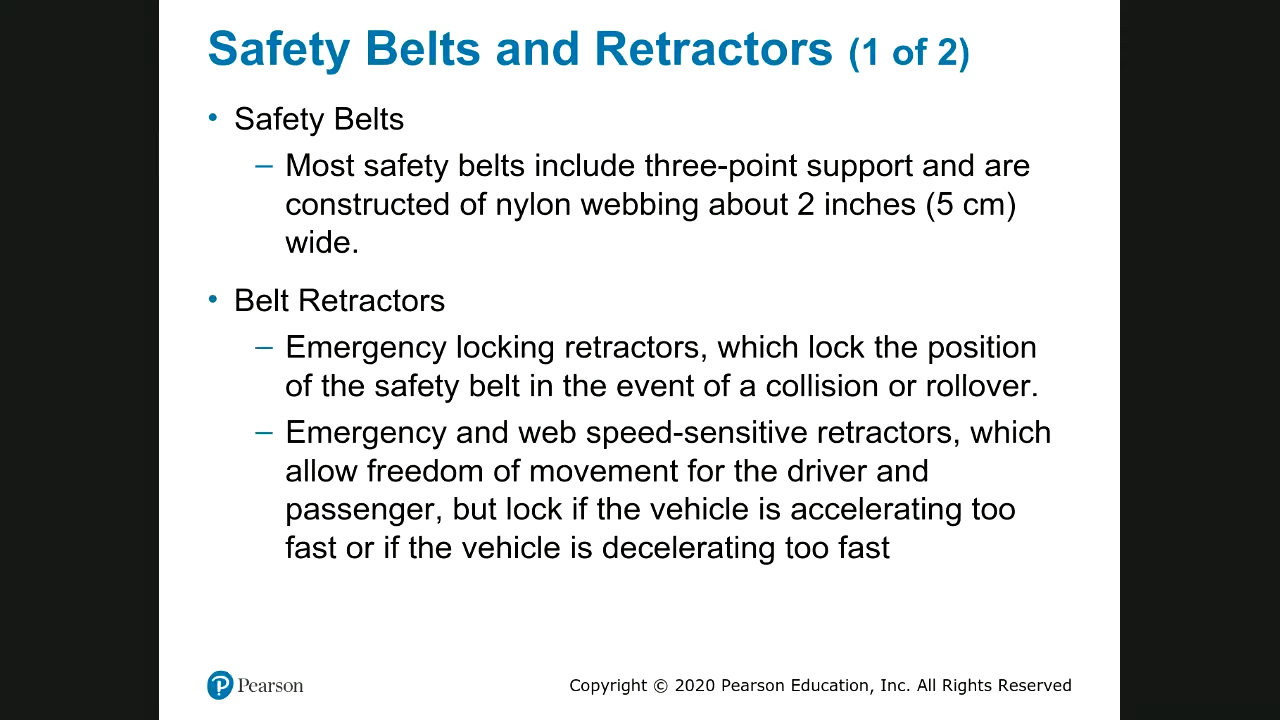 Safety Belts and Retractors (1 of 2)
• Safety Belts
– Most safety belts include three-point support and are
constructed of nylon webbing about 2 inches (5 cm)
wide.
• Belt Retractors
– Emergency locking retractors, which lock the position
of the safety belt in the event of a collision or rollover.
– Emergency and web speed-sensitive retractors, which
allow freedom of movement for the driver and
passenger, but lock if the vehicle is accelerating too
fast or if the vehicle is decelerating too fast
Pearson
Copyright © 2020 Pearson Education, Inc. All Rights Reserved